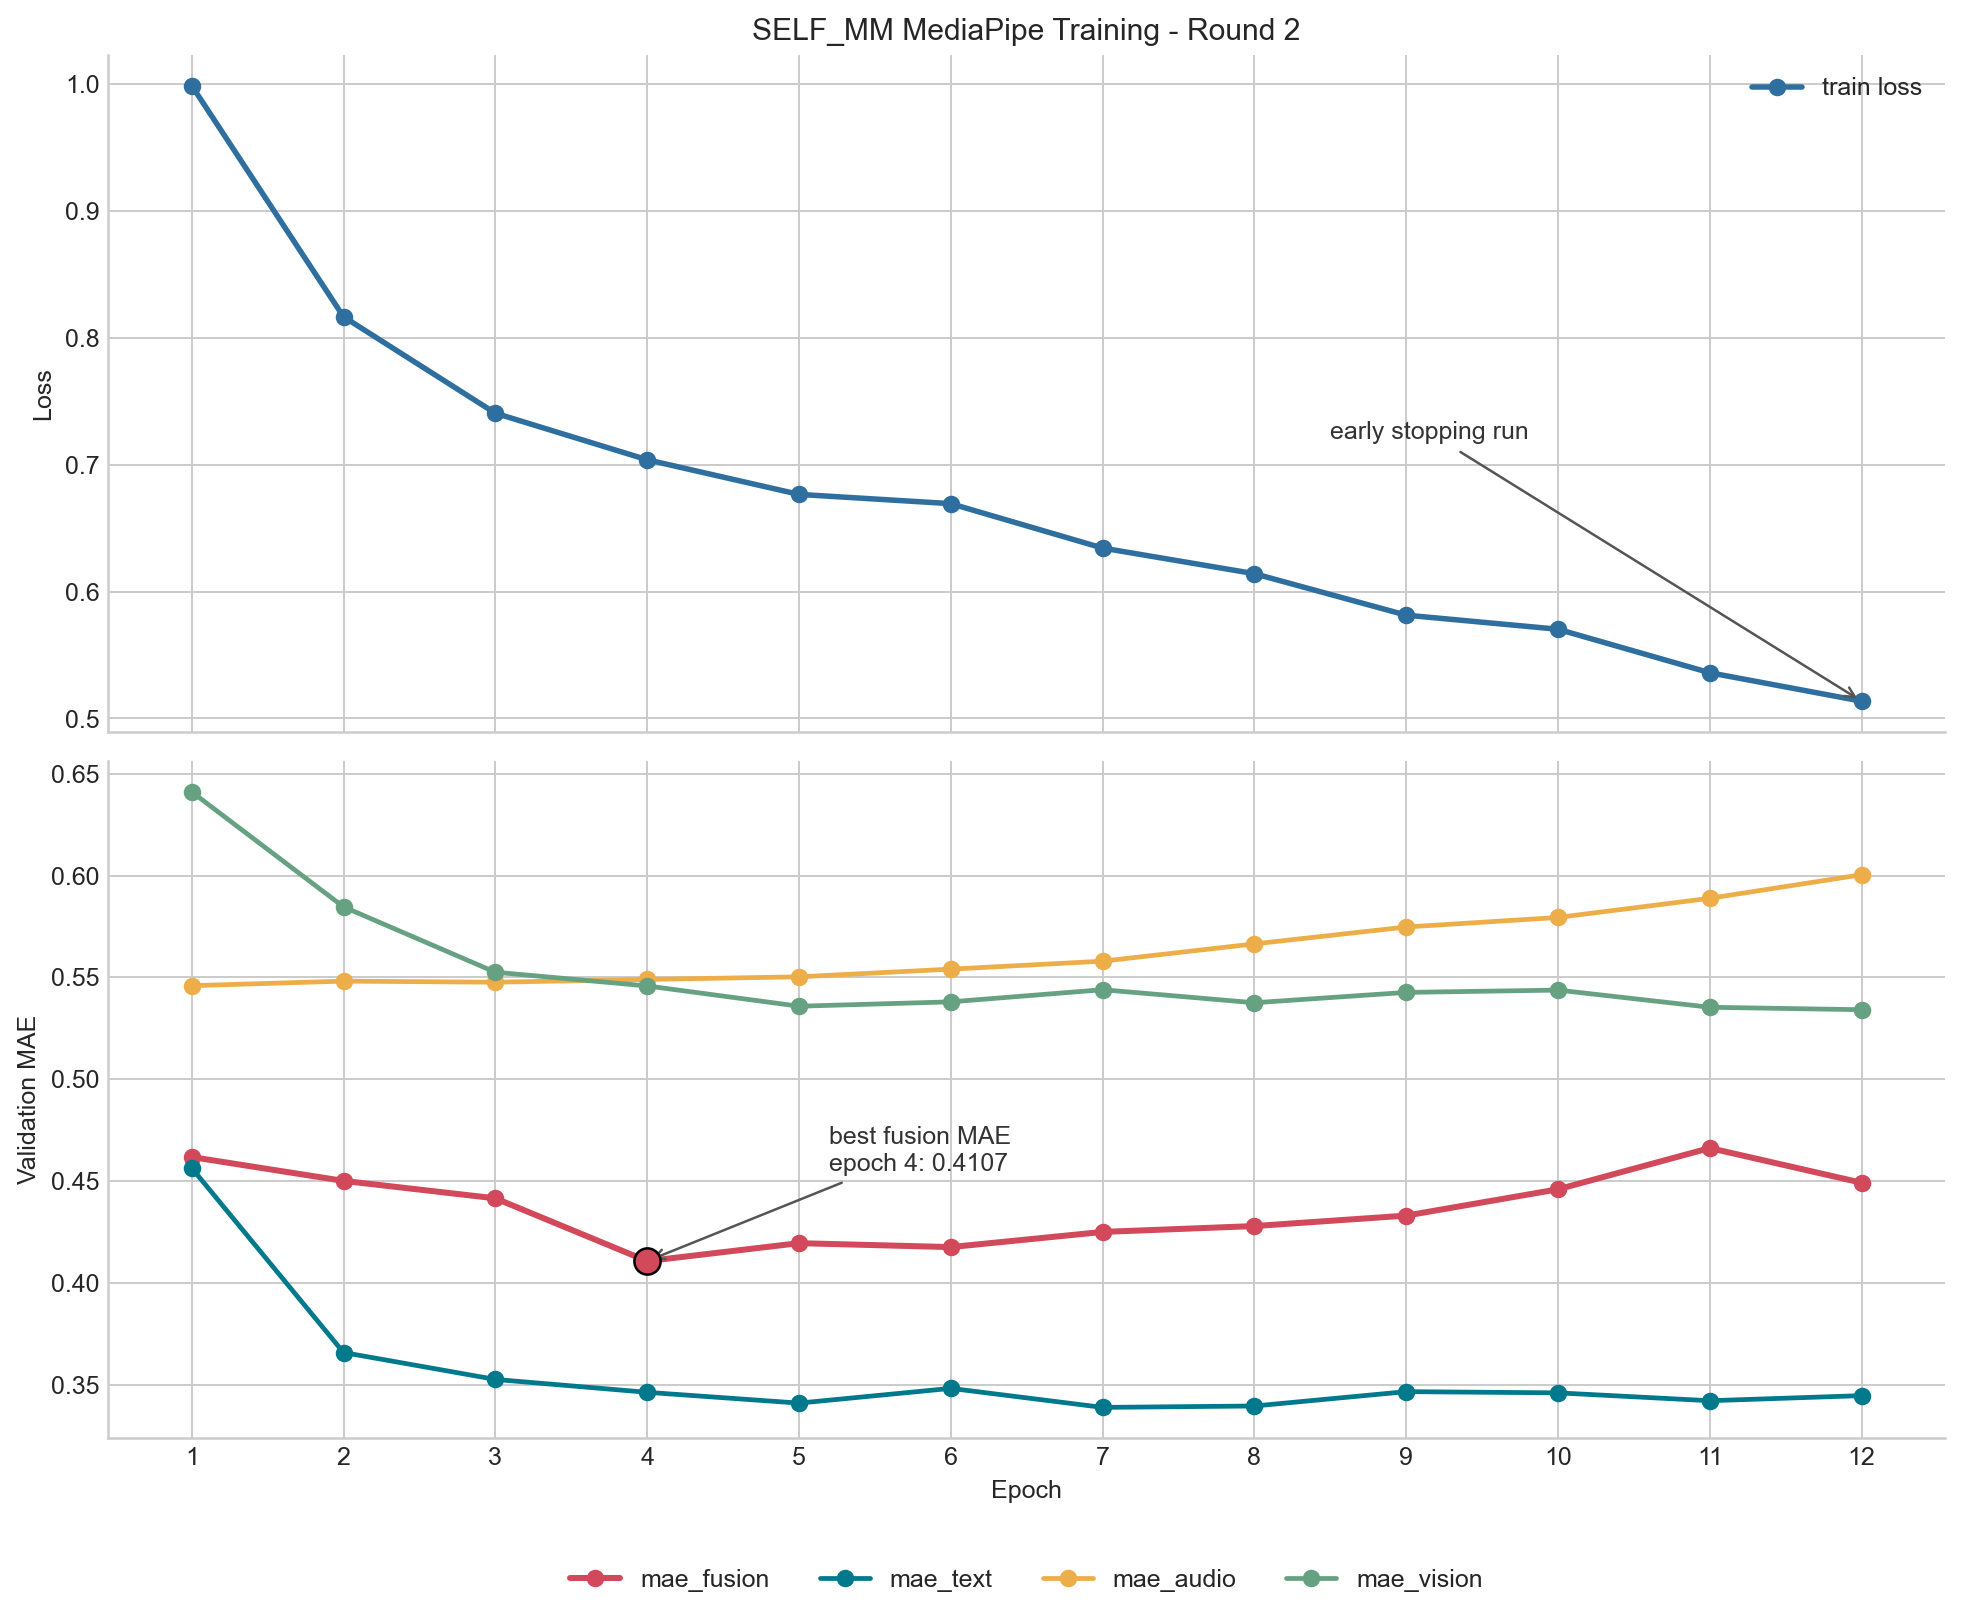 SELF_MM MediaPipe Training - Round 2
1.0
0.9
0.8
0.7
0.6
0.5
Loss
train loss
early stopping run
0.65
0.60
0.55
0.50
0.45
0.40
0.35
Validation MAE
best fusion MAE
epoch 4: 0.4107
1 2 3 4 5 6 7 8 9 10 11 12
Epoch
mae_fusion mae_text mae_audio mae_vision